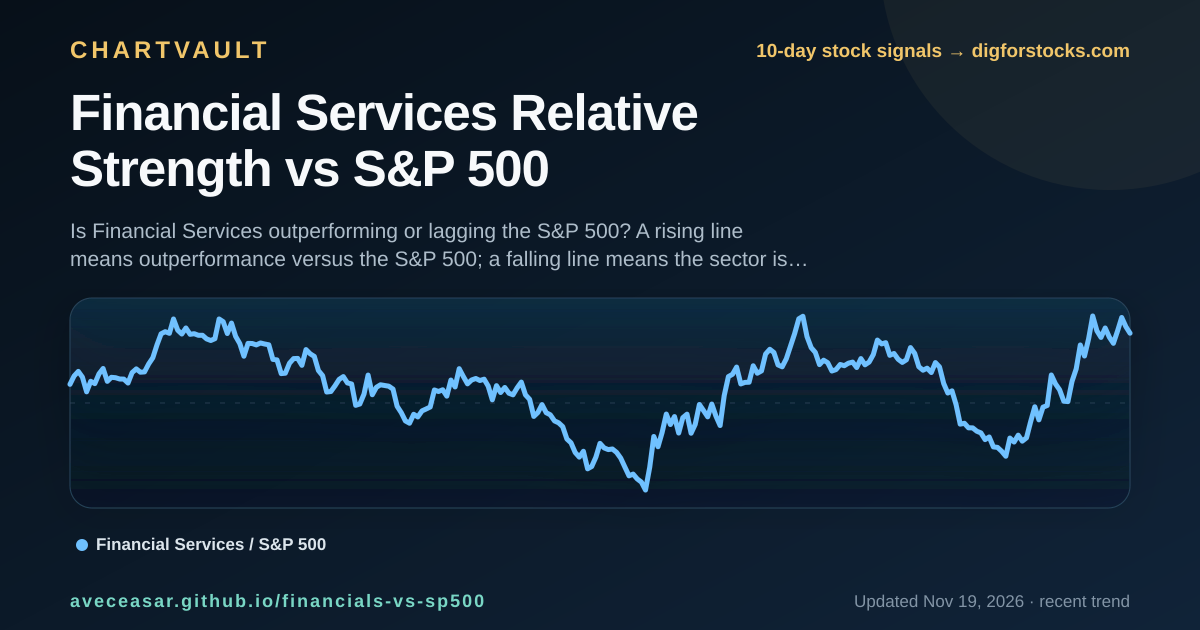 CHARTVAULT
10-day stock signals → digforstocks.com
Financial Services Relative
Strength vs S&P 500
Is Financial Services outperforming or lagging the S&P 500? A rising line
means outperformance versus the S&P 500; a falling line means the sector is…
Financial Services / S&P 500
aveceasar.github.io/financials-vs-sp500
Updated Nov 19, 2026 · recent trend